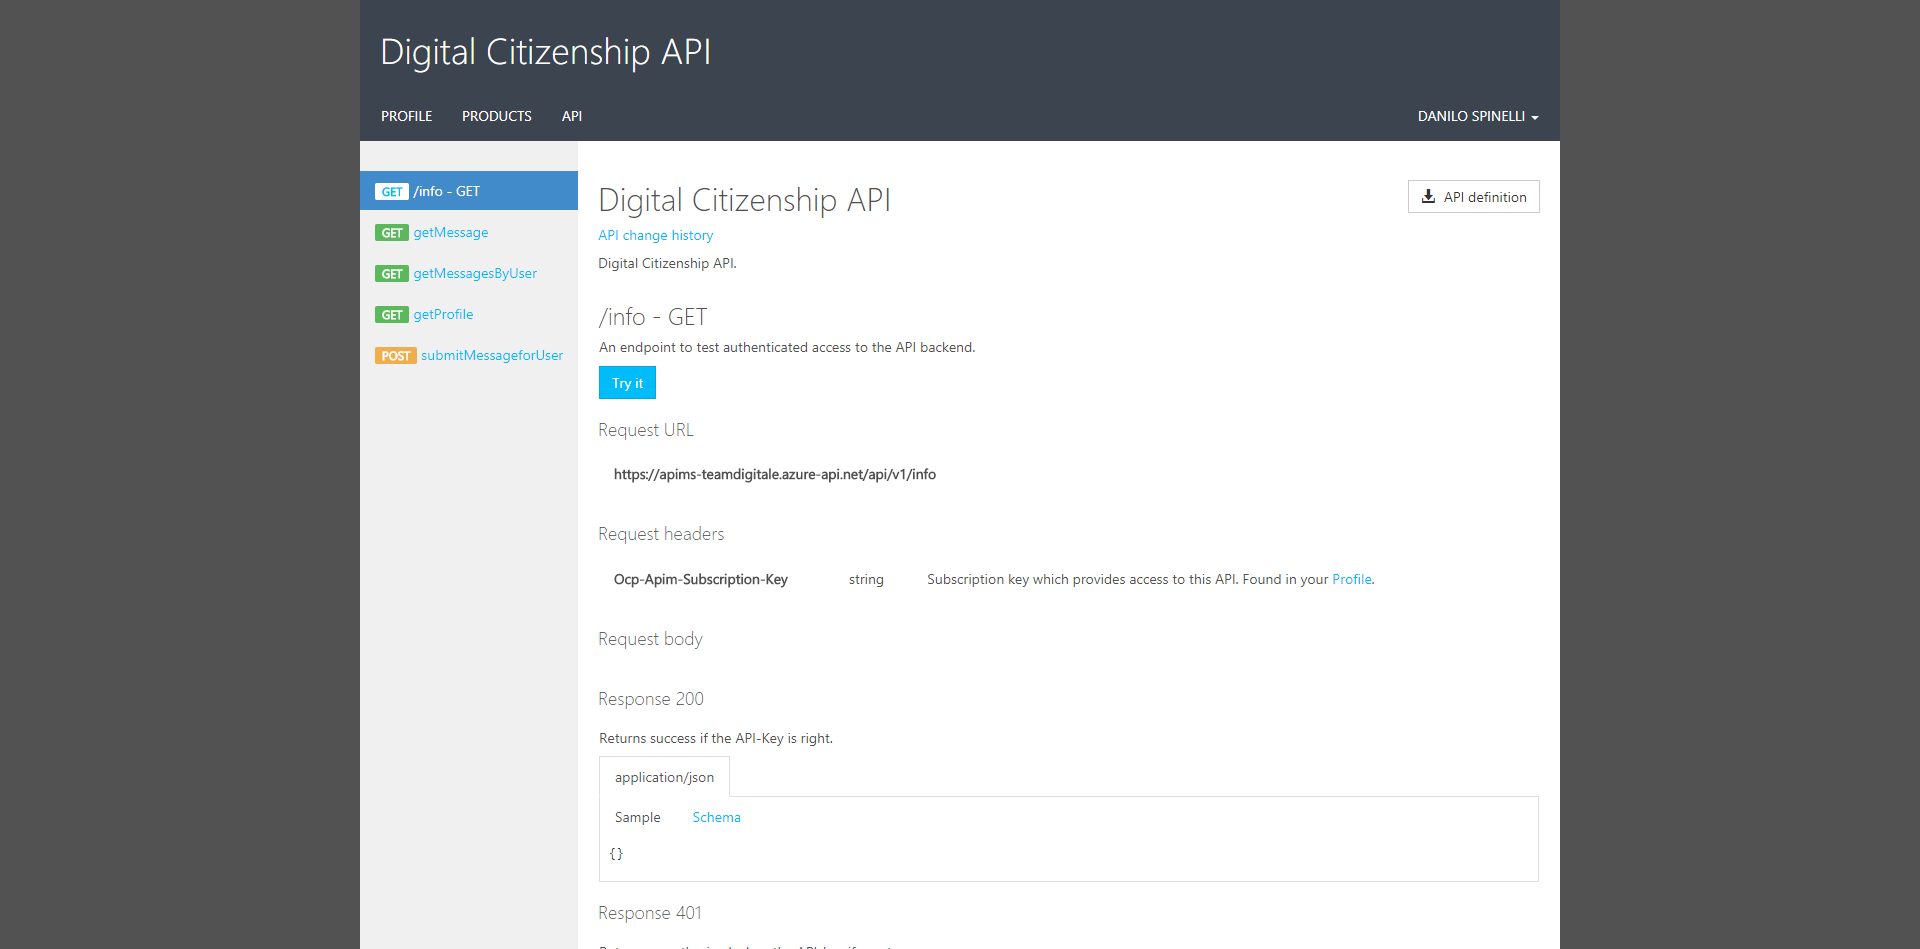 Digital Citizenship API
PROFILE PRODUCTS API DANILO SPINELLI
GET /info - GET
GET getMessage
GET getMessagesByUser
GET getProfile
POST submitMessageforUser
Digital Citizenship API
API definition
API change history
Digital Citizenship API.
/info - GET
An endpoint to test authenticated access to the API backend.
Try it
Request URL
https://apims-teamdigitale.azure-api.net/api/v1/info
Request headers
Ocp-Apim-Subscription-Key string Subscription key which provides access to this API. Found in your Profile.
Request body
Response 200
Returns success if the API-Key is right.
application/json
Sample Schema
{}
Response 401